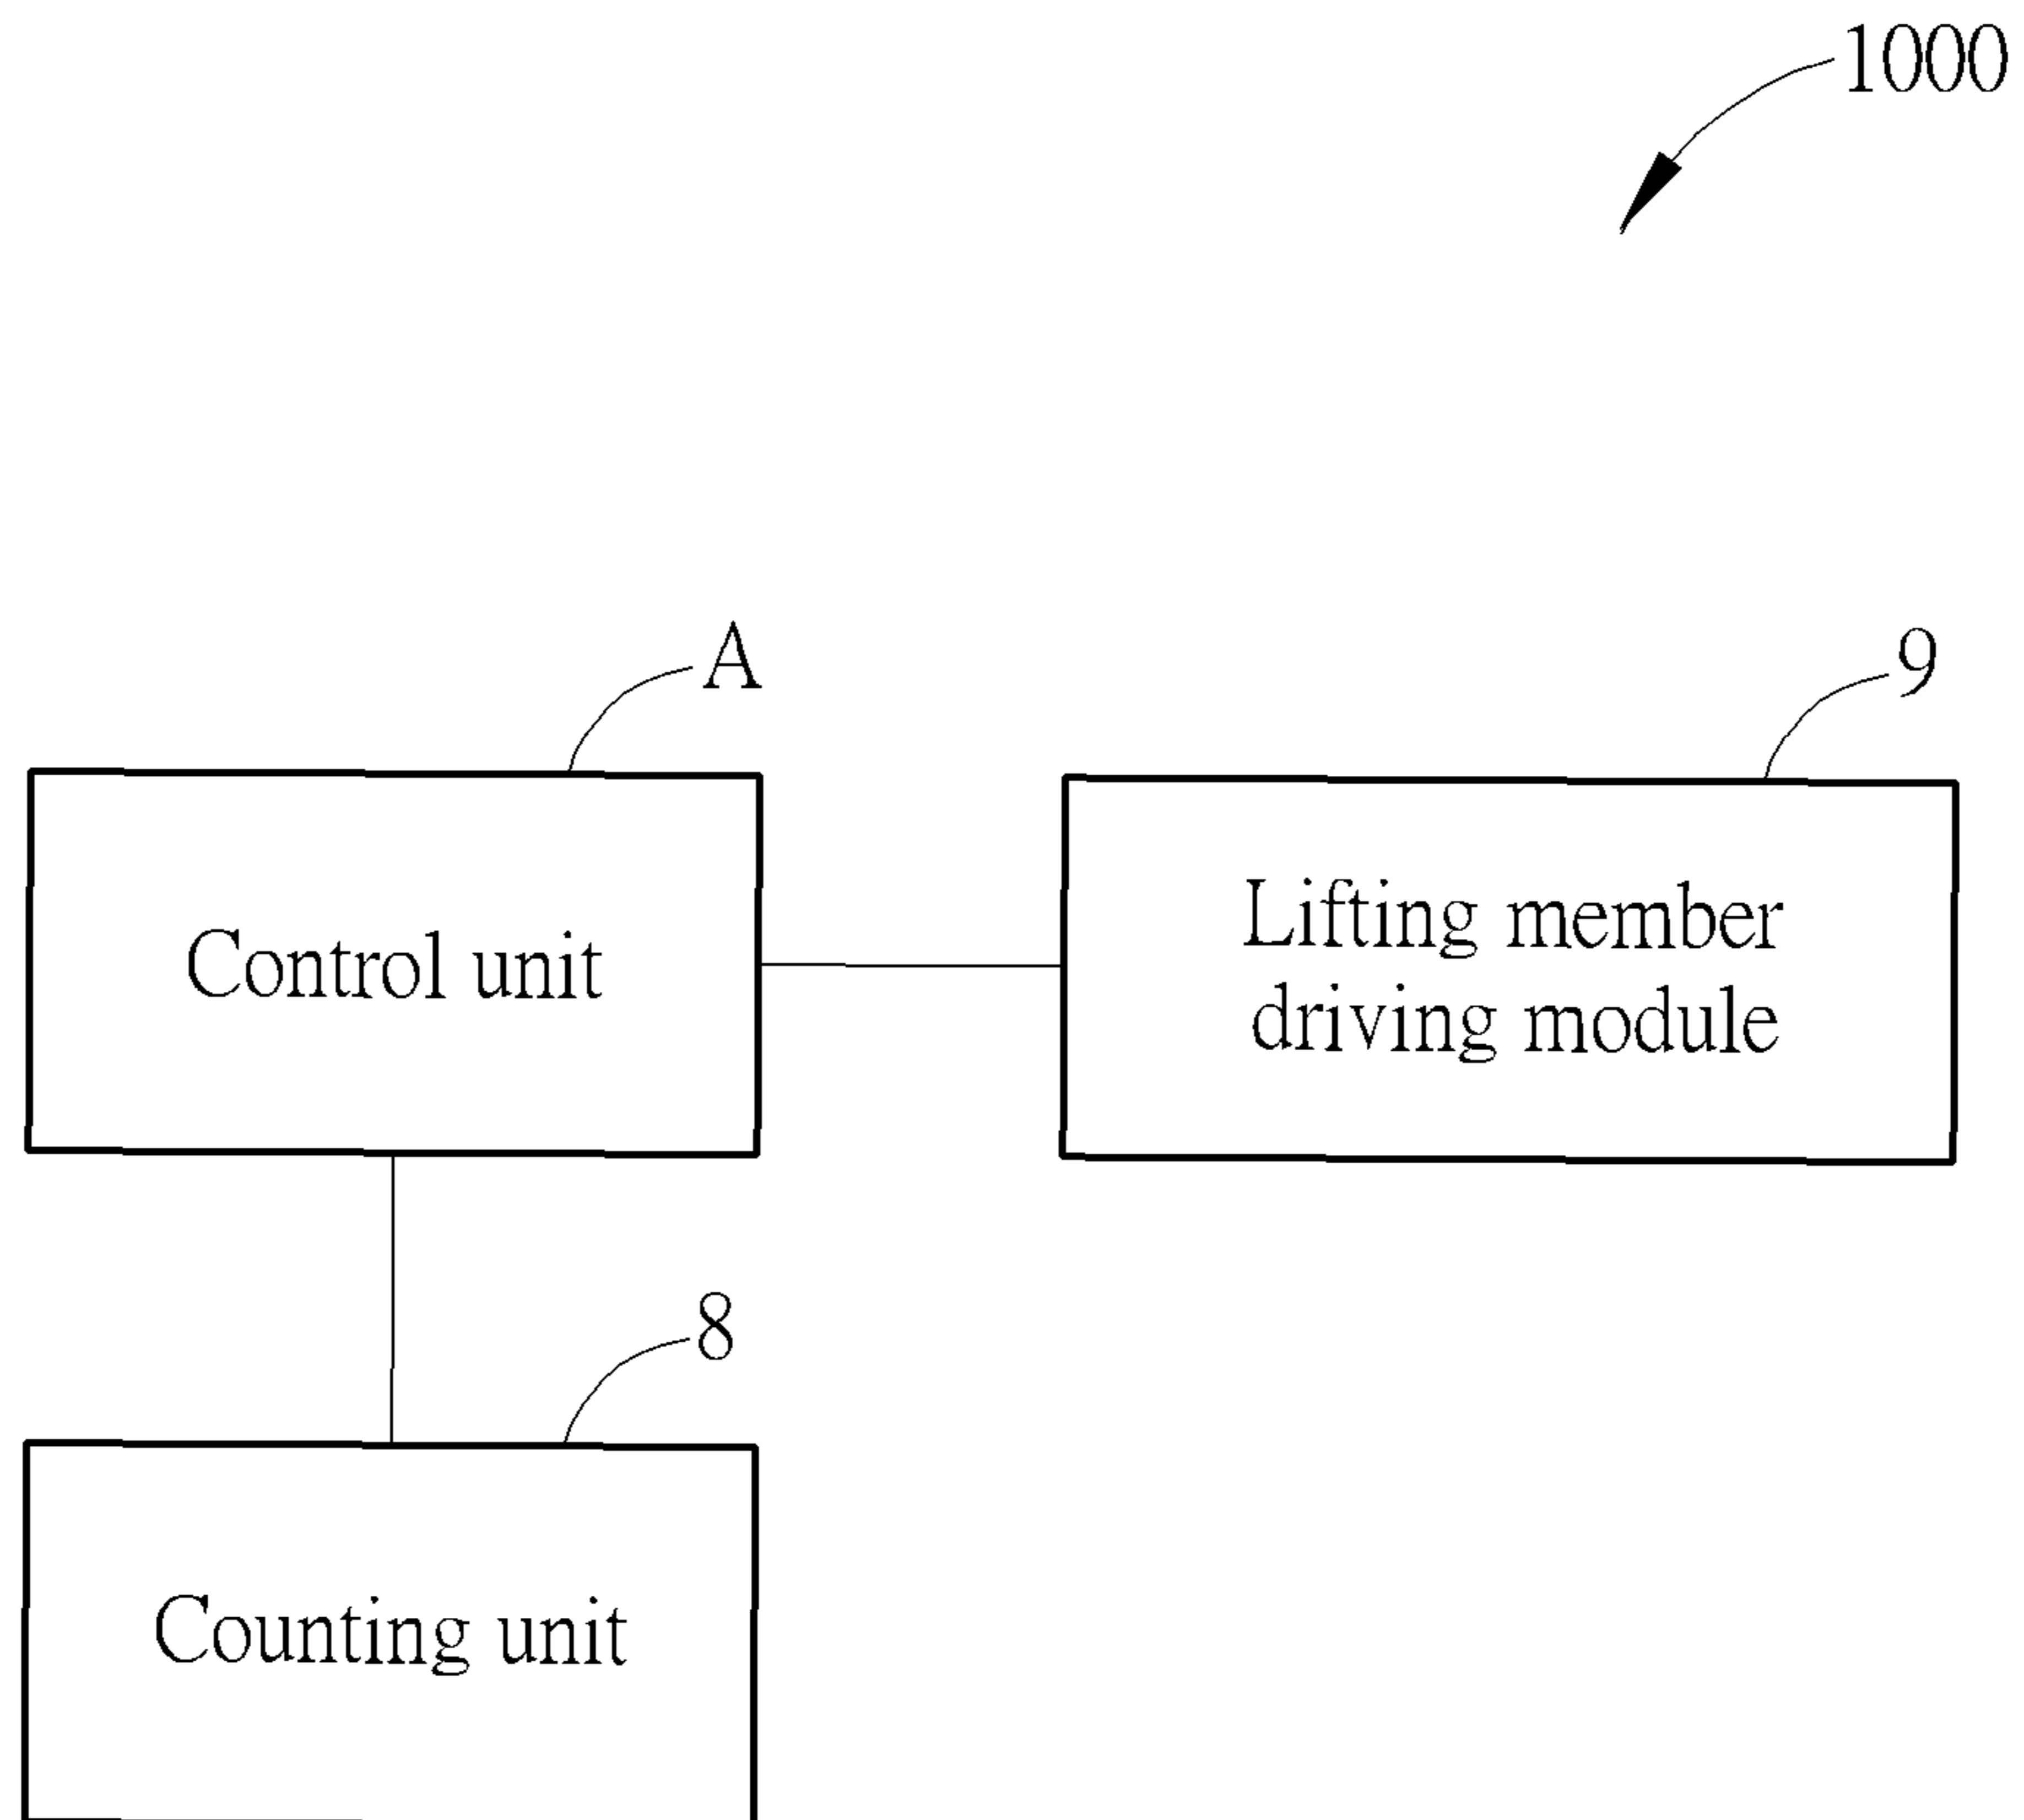 1000
A
9
Control unit
Lifting member
driving module
8
Counting unit